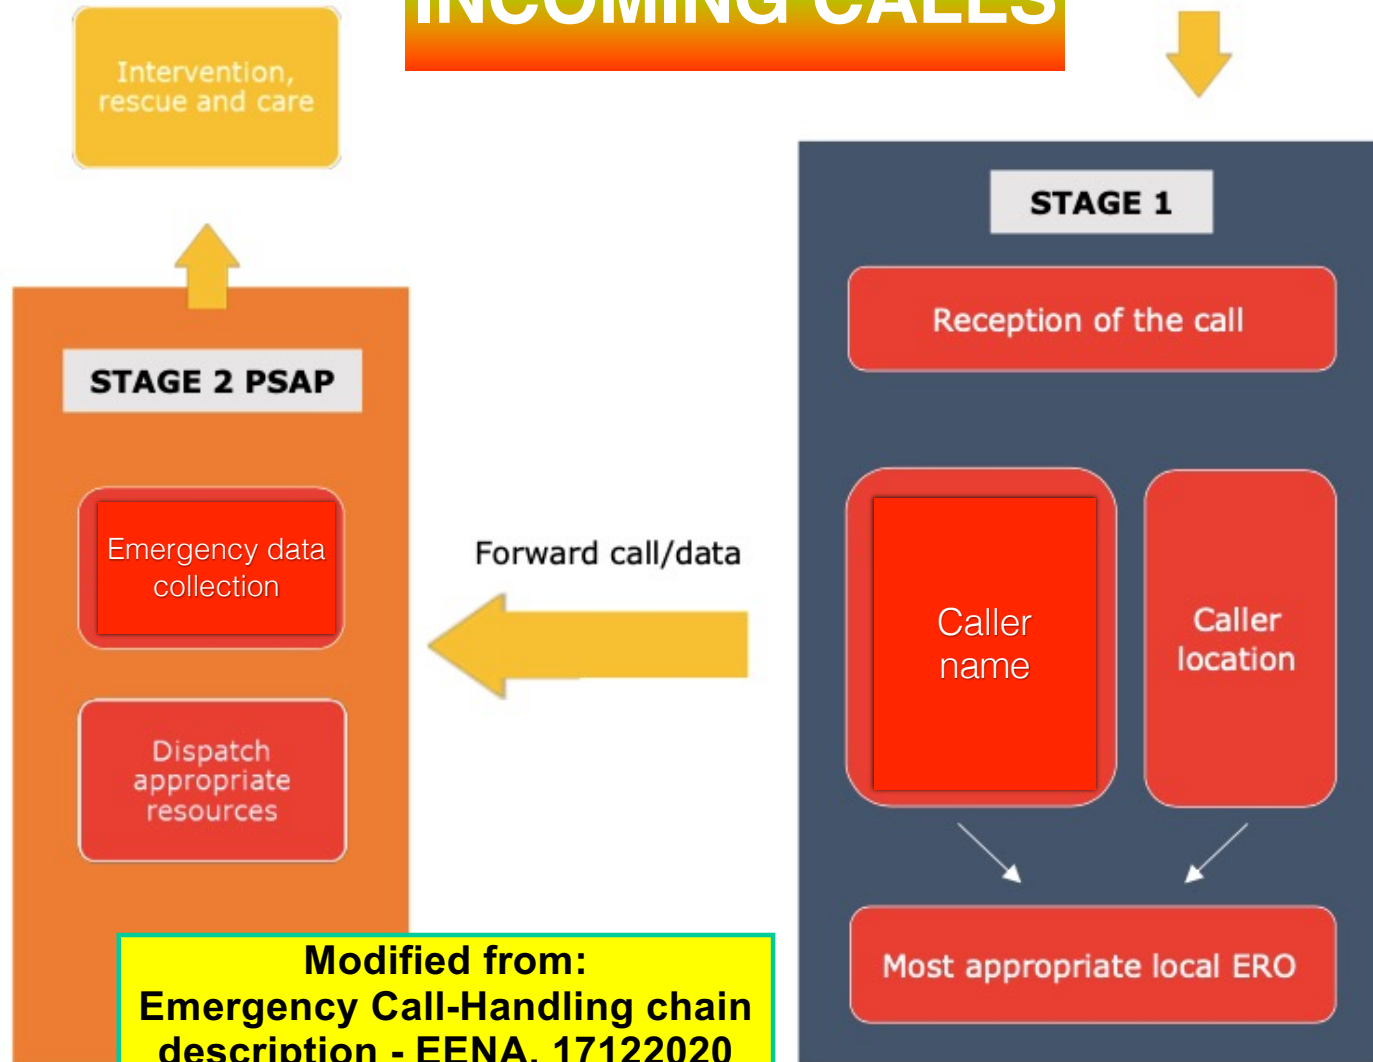 INCOMING CALLS
Intervention,
rescue and care
STAGE 1
Reception of the call
STAGE 2 PSAP
Emergency data
collection
Forward call/data
Caller
name
Caller
location
Dispatch
appropriate
resources
Most appropriate local ERO
Modified from:
Emergency Call-Handling chain
description - EENA, 17122020